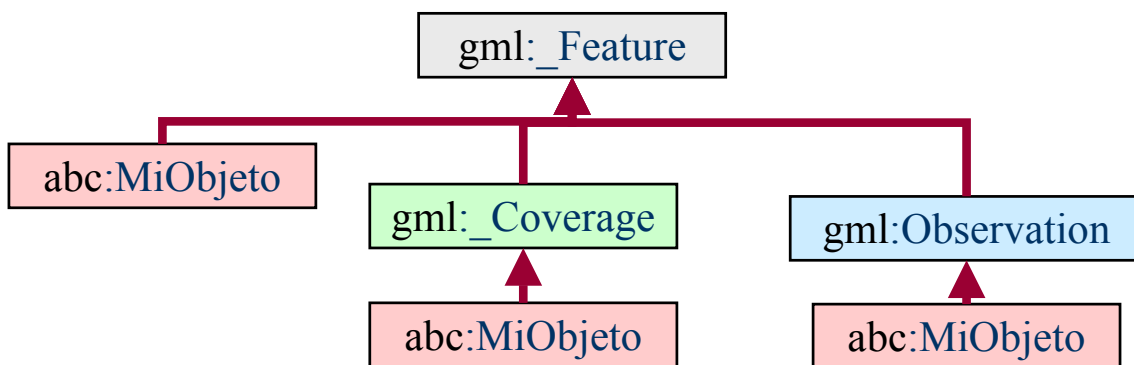 gml:_Feature
abc:MiObjeto
gml:_Coverage
gml:Observation
abc:MiObjeto
abc:MiObjeto